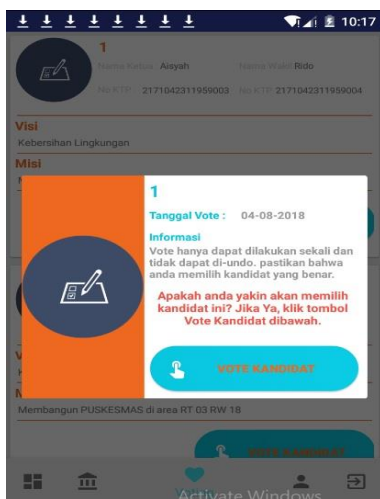 10:17
1
Nama Ketua Aisyah Nama Wakil Rido
No KTP 2171042311959003 No KTP 2171042311959004
Visi
Kebersihan Lingkungan
Misi
1
Tanggal Vote : 04-08-2018
Informasi
Vote hanya dapat dilakukan sekali dan
tidak dapat di-undo. pastikan bahwa
anda memilih kandidat yang benar.
Apakah anda yakin akan memilih
kandidat ini? Jika Ya, klik tombol
Vote Kandidat dibawah.
VOTE KANDIDAT
Membangun PUSKESMAS di area RT 03 RW
18
VOTE KANDIDAT
Activate Windows